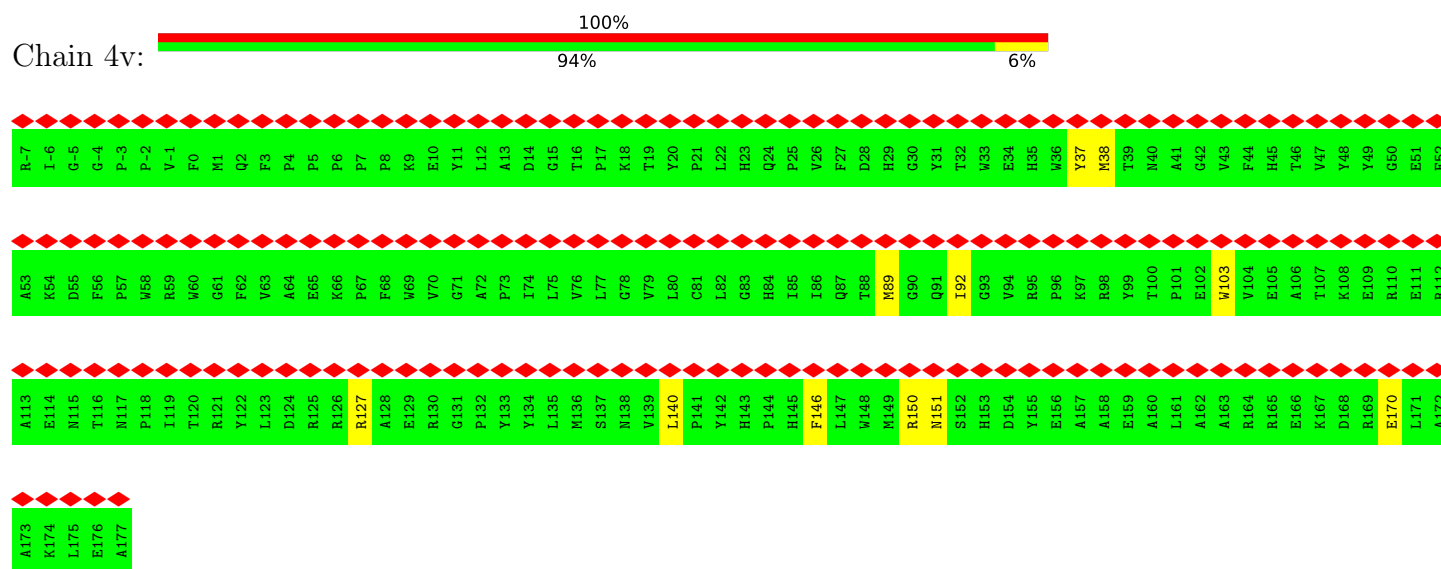 100%
Chain 4v:
94% 6%
R-7 I-6 G-5 G-4 P-3 P-2 V-1 F0 M1 Q2 F3 P4 P5 P6 P7 P8 K9 E10 Y11 L12 A13 D14 G15 T16 P17 K18 T19 Y20 P21 L22 H23 Q24 P25 V26 F27 D28 H29 G30 Y31 T32 W33 E34 H35 W36 Y37 M38 T39 N40 A41 G42 V43 F44 H45 T46 V47 Y48 Y49 G50 E51 E52
A53 K54 D55 F56 P57 W58 R59 W60 G61 F62 V63 A64 E65 K66 P67 F68 W69 V70 G71 A72 P73 I74 L75 V76 L77 G78 V79 L80 C81 L82 G83 H84 I85 I86 Q87 T88 M89 G90 Q91 I92 G93 V94 R95 P96 K97 R98 Y99 T100 P101 E102 W103 V104 E105 A106 T107 K108 E109 R110 E111 R112
A113 E114 N115 T116 N117 P118 I119 T120 R121 Y122 L123 D124 R125 R126 R127 A128 E129 R130 G131 P132 Y133 Y134 L135 M136 S137 N138 V139 L140 P141 Y142 H143 P144 H145 F146 L147 W148 M149 R150 N151 S152 H153 D154 Y155 E156 A157 A158 E159 A160 L161 A162 A163 R164 R165 E166 K167 D168 R169 E170 L171 A172
A173 K174 L175 E176 A177